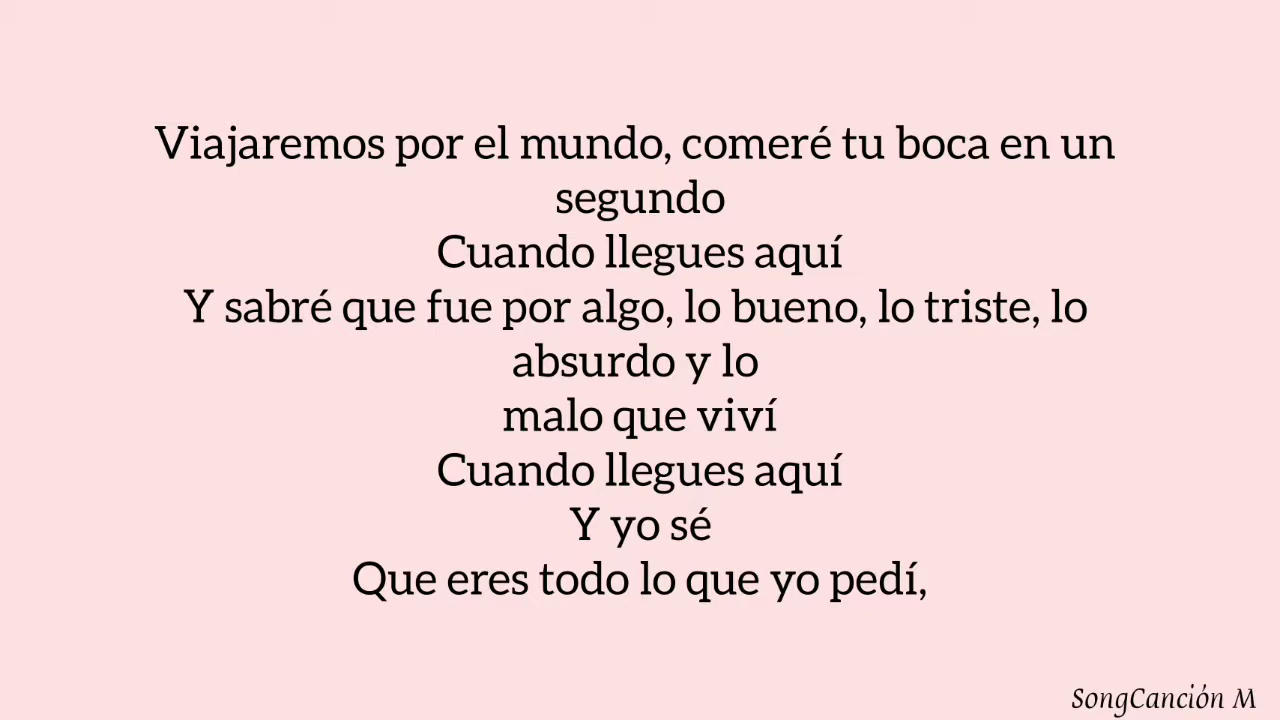 Viajaremos por el mundo, comeré tu boca en un
segundo
Cuando llegues aquí
Y sabré que fue por algo, lo bueno, lo triste, lo
absurdo y lo
malo que viví
Cuando llegues aquí
Y yo sé
Que eres todo lo que yo pedí,
SongCanción M